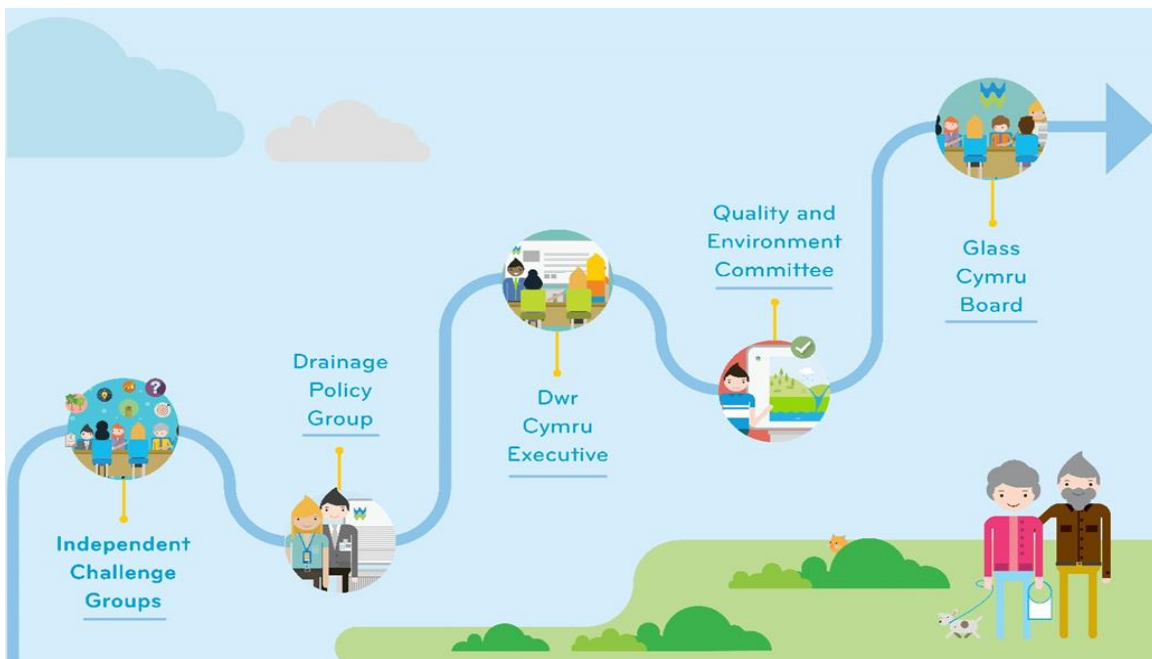 Independent
Challenge
Groups
Drainage
Policy
Group
Dwr
Cymru
Executive
Quality and
Environment
Committee
Glass
Cymru
Board
?